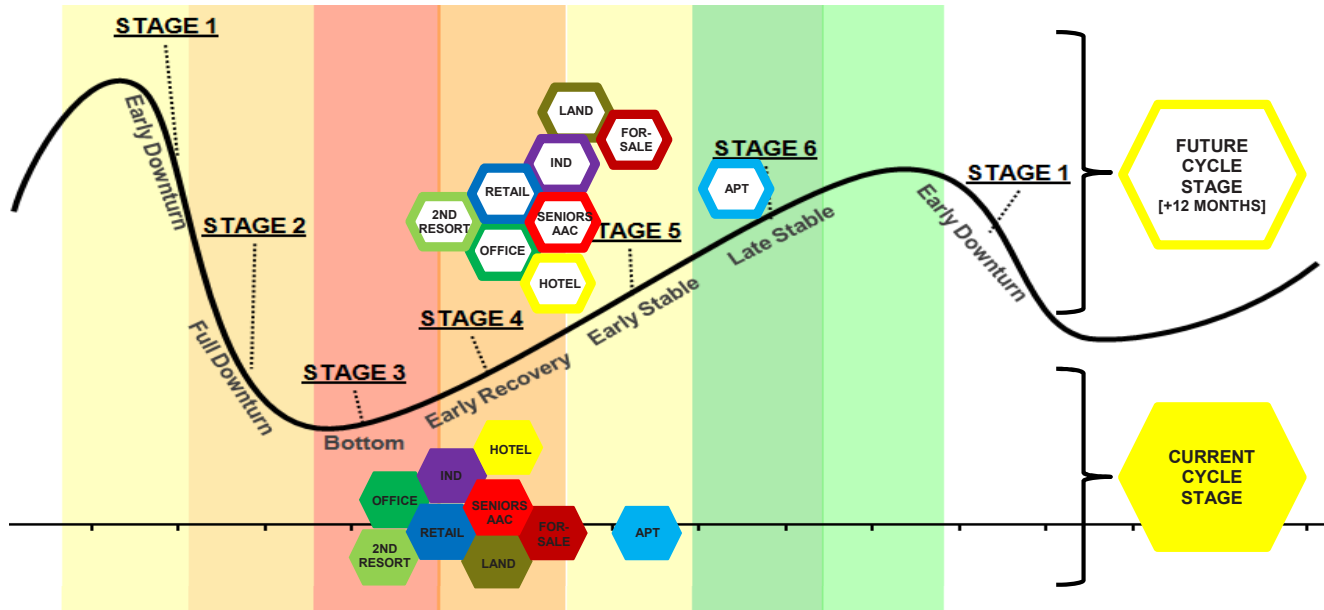 STAGE 1
Early Downturn
STAGE 2
Full Downturn
STAGE 3
Bottom
STAGE 4
Early Recovery
STAGE 5
Early Stable
STAGE 6
Late Stable
STAGE 1
Early Downturn
LAND
FOR-
SALE
IND
RETAIL
2ND
RESORT
SENIORS
AAC
OFFICE
HOTEL
APT
FUTURE
CYCLE
STAGE
[+12 MONTHS]
HOTEL
IND
OFFICE
SENIORS
AAC
RETAIL
FOR-
SALE
APT
2ND
RESORT
LAND
CURRENT
CYCLE
STAGE